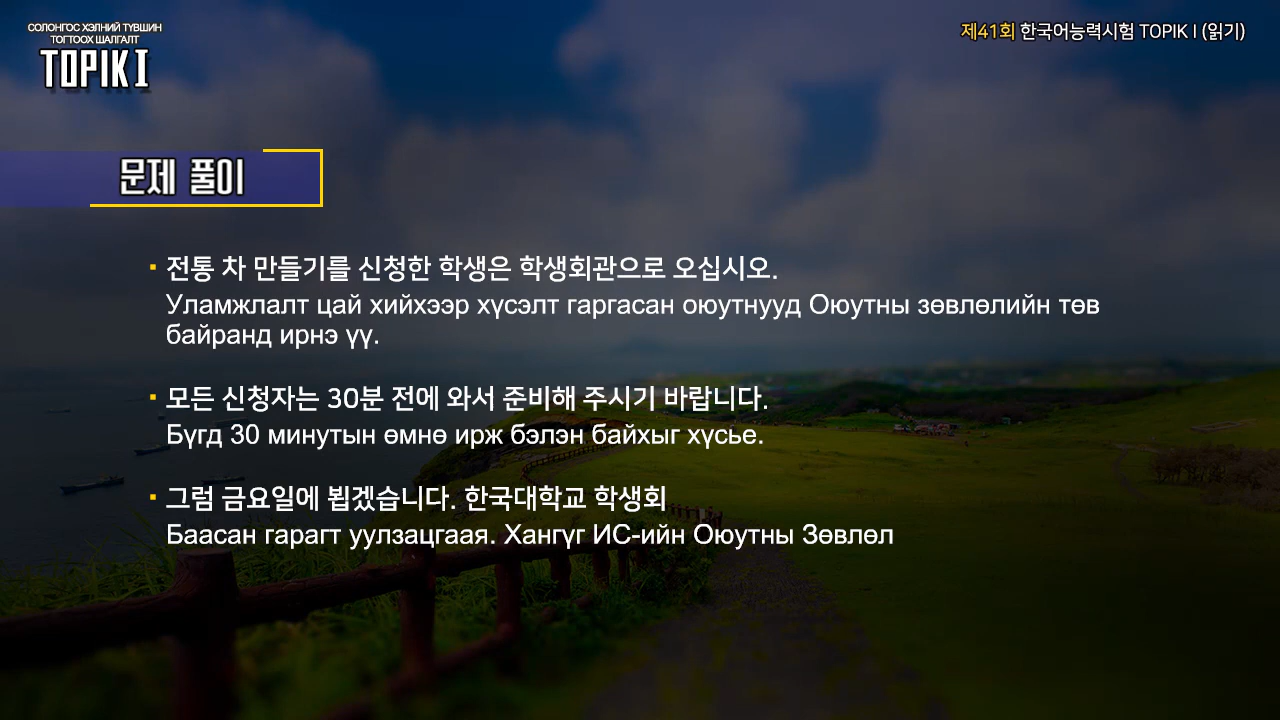 СОЛОНГОС ХЭЛНИЙ ТҮВШИН
ТОГТООХ ШАЛГАЛТ
TOPIK I
제41회 한국어능력시험 TOPIK I (읽기)
문제 풀이
전통 차 만들기를 신청한 학생은 학생회관으로 오십시오.
Уламжлалт цай хийхээр хүсэлт гаргасан оюутнууд Оюутны зөвлөлийн төв
байранд ирнэ үү.
모든 신청자는 30분 전에 와서 준비해 주시기 바랍니다.
Бүгд 30 минутын өмнө ирж бэлэн байхыг хүсье.
그럼 금요일에 뵙겠습니다. 한국대학교 학생회
Баасан гарагт уулзацгаая. Хангүг ИС-ийн Оюутны Зөвлөл